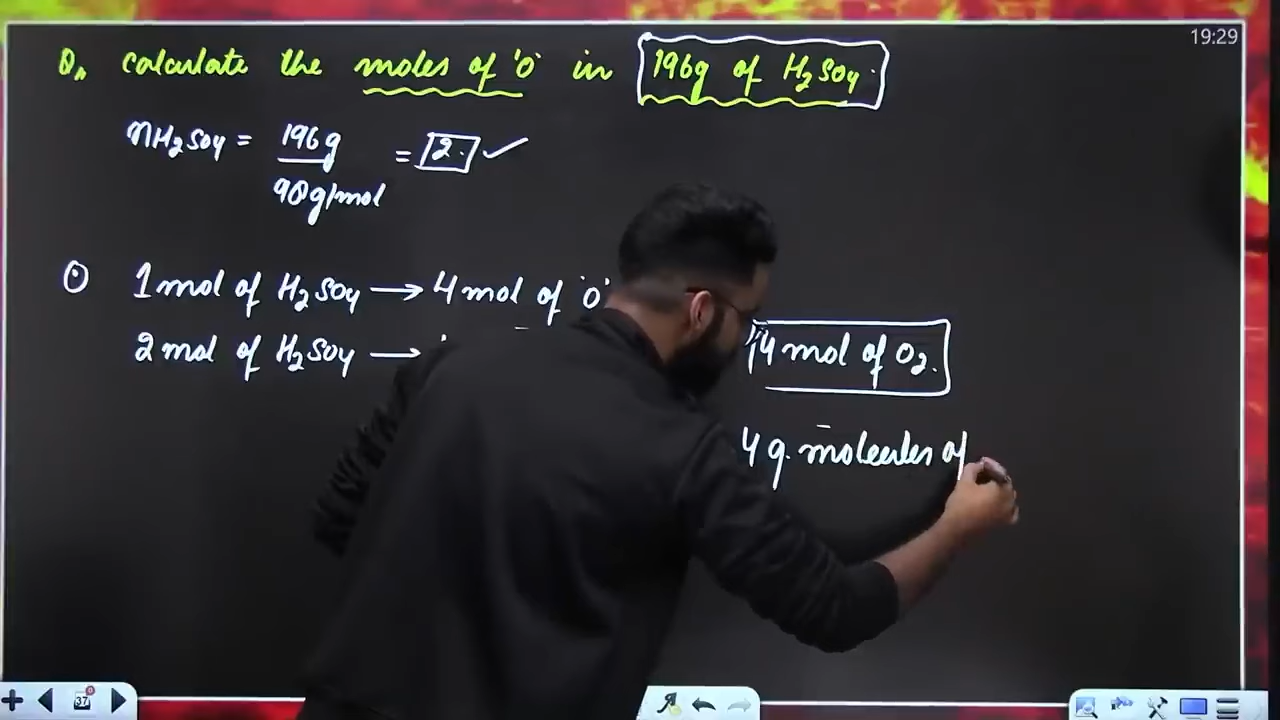 19:29
Q. calculate the moles of 'O' in 196g of H2SO4.
nH2SO4 = 196g / 98g/mol = 2.
1 mol of H2SO4 → 4 mol of 'O'
2 mol of H2SO4 →
4 mol of O2.
4 g. molecules of
37